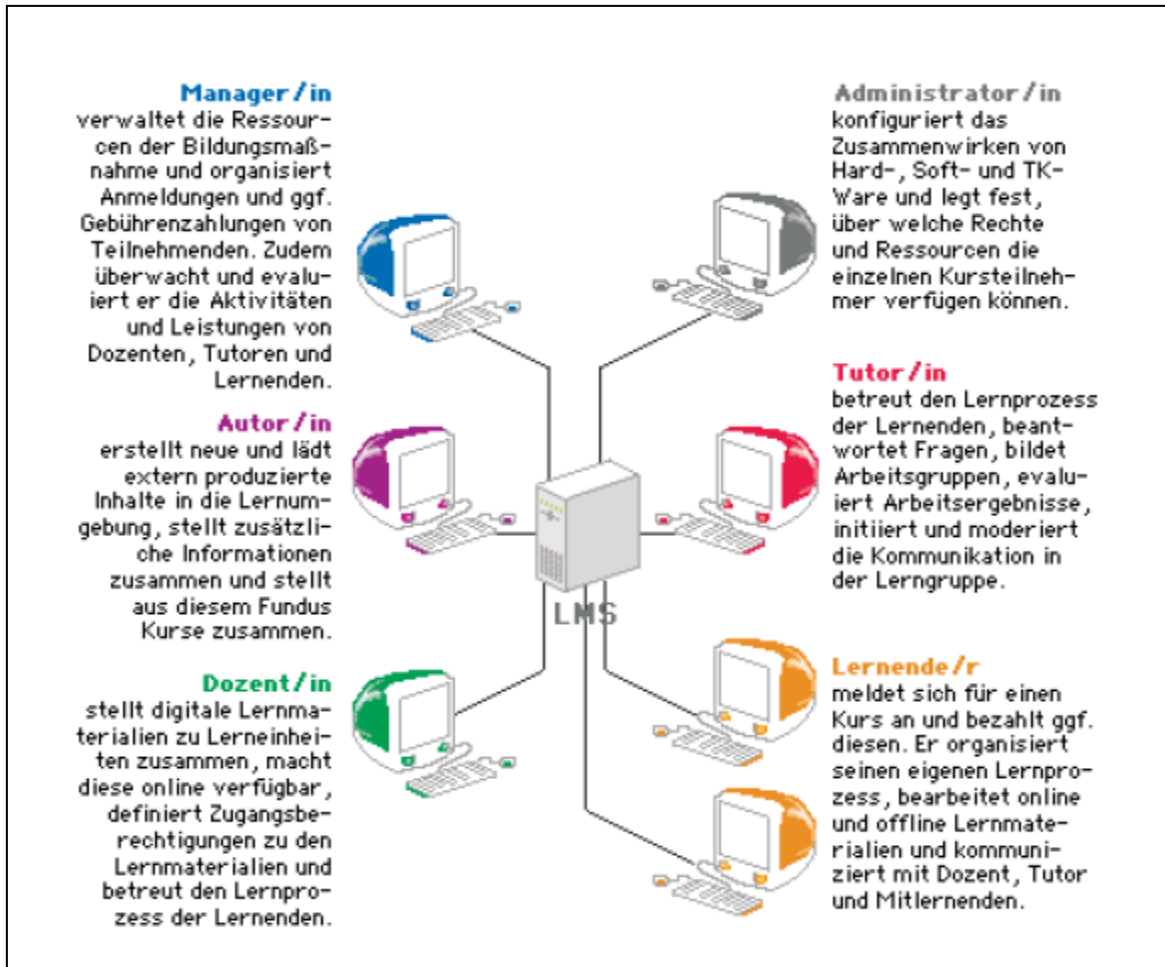 Manager/in
verwaltet die Ressour-
cen der Bildungsmaß-
nahme und organisiert
Anmeldungen und ggf.
Gebührenzahlungen von
Teilnehmenden. Zudem
überwacht und evalu-
iert er die Aktivitäten
und Leistungen von
Dozenten, Tutoren und
Lernenden.
Autor/in
erstellt neue und lädt
extern produzierte
Inhalte in die Lernum-
gebung, stellt zusätzli-
che Informationen
zusammen und stellt
aus diesem Fundus
Kurse zusammen.
Dozent/in
stellt digitale Lernma-
terialien zu Lerneinhei-
ten zusammen, macht
diese online verfügbar,
definiert Zugangsbe-
rechtigungen zu den
Lernmaterialien und
betreut den Lernpro-
zess der Lernenden.
LMS
Administrator/in
konfiguriert das
Zusammenwirken von
Hard-, Soft- und TK-
Ware und legt fest,
über welche Rechte
und Ressourcen die
einzelnen Kursteilneh-
mer verfügen können.
Tutor/in
betreut den Lernprozess
der Lernenden, beant-
wortet Fragen, bildet
Arbeitsgruppen, evalu-
iert Arbeitsergebnisse,
initiiert und moderiert
die Kommunikation in
der Lerngruppe.
Lernende/r
meldet sich für einen
Kurs an und bezahlt ggf.
diesen. Er organisiert
seinen eigenen Lernpro-
zess, bearbeitet online
und offline Lernmate-
rialien und kommuni-
ziert mit Dozent, Tutor
und Mitlernenden.